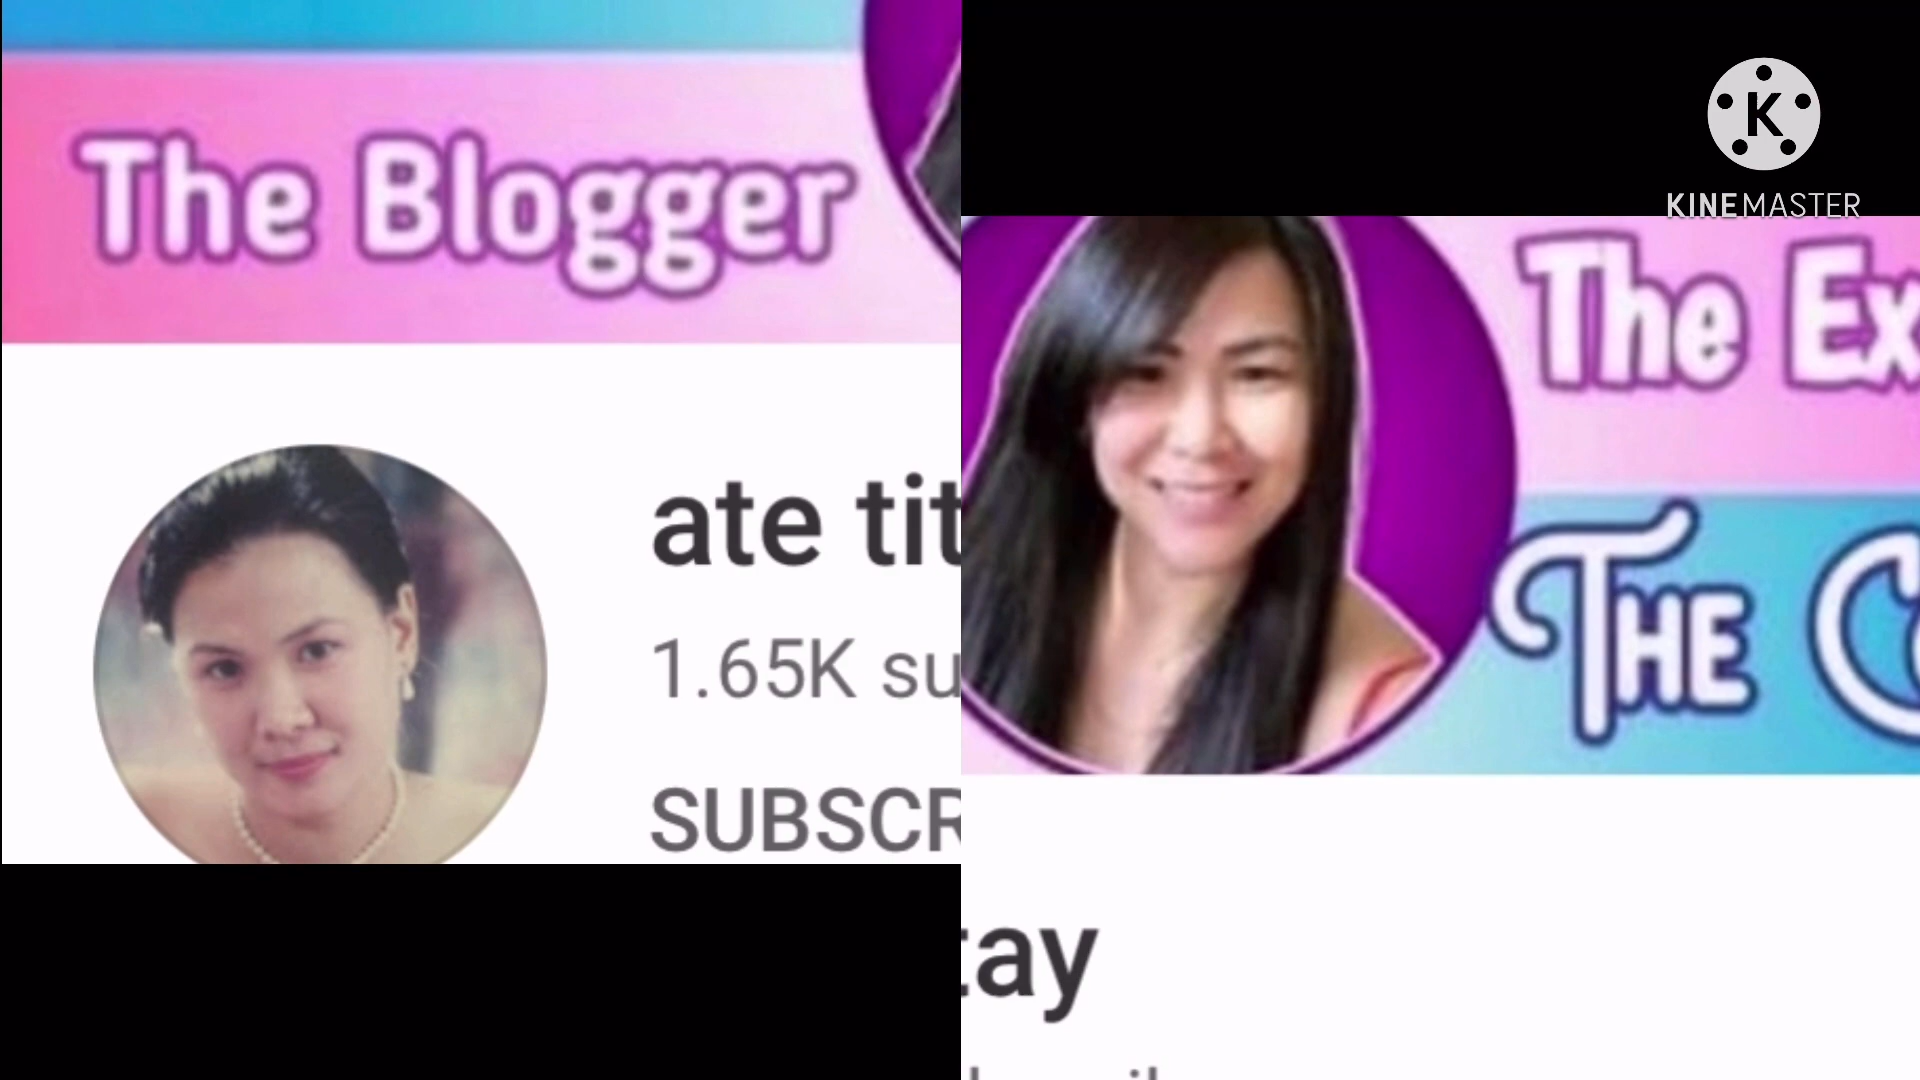 The Blogger
ate tit
1.65K su
SUBSCR
KINEMASTER
The Ex
THE C
tay